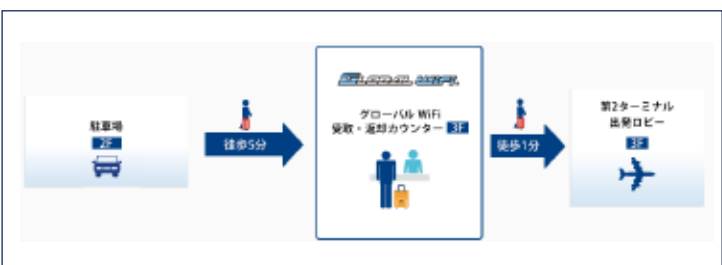 駐車場
2F
徒歩5分
GLOBAL WiFi.
グローバル WiFi
受取・返却カウンター 3F
徒歩1分
第2ターミナル
出発ロビー
3F